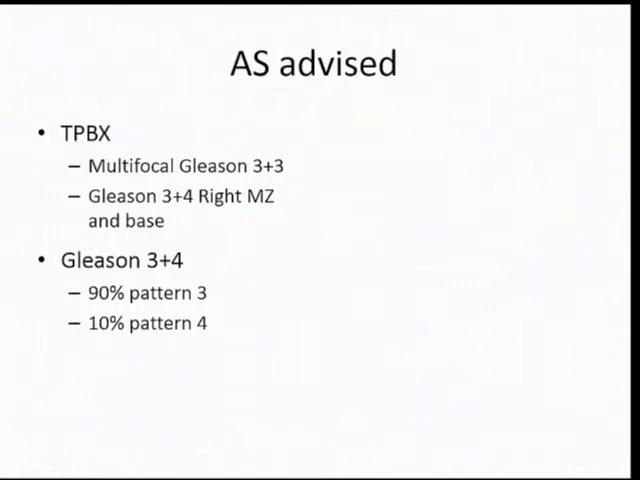 AS advised
• TPBX
– Multifocal Gleason 3+3
– Gleason 3+4 Right MZ
and base
• Gleason 3+4
– 90% pattern 3
– 10% pattern 4